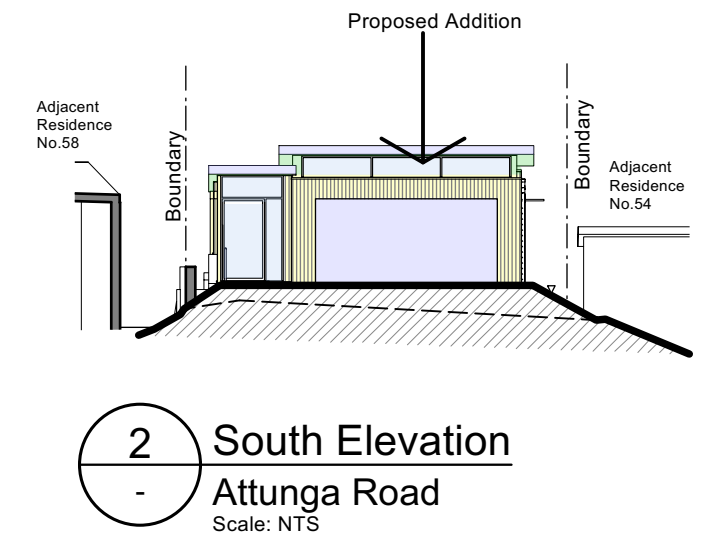 Proposed Addition
Adjacent
Residence
No.58
Boundary
Boundary
Adjacent
Residence
No.54
2
-
South Elevation
Attunga Road
Scale: NTS